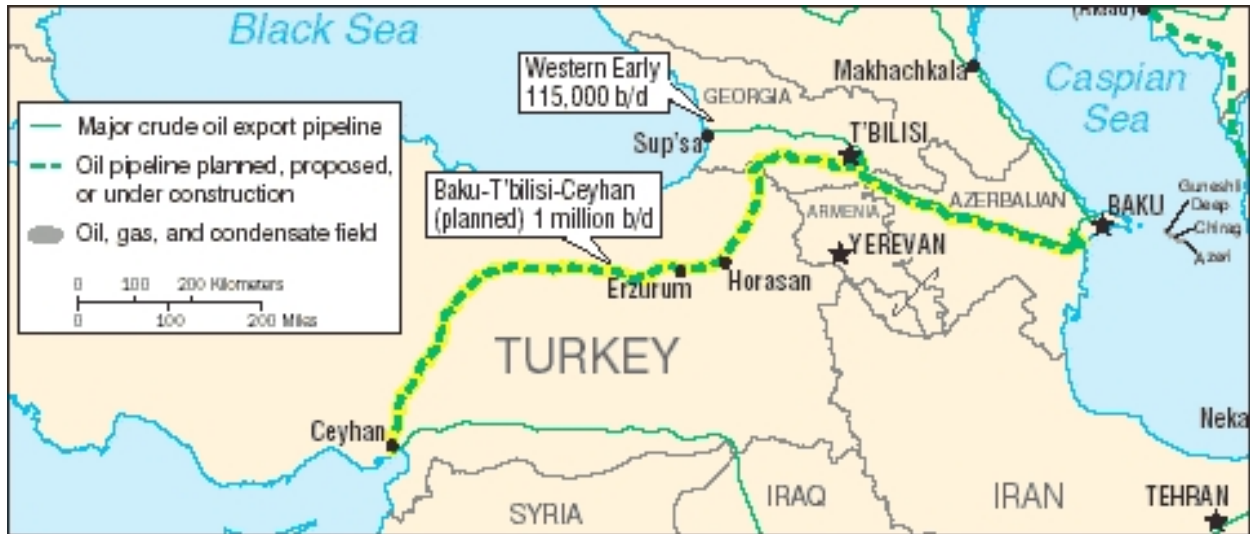 Black Sea
Caspian
Sea
Western Early
115,000 b/d
Makhachkala
GEORGIA
Sup'sa
T'BILISI
Major crude oil export pipeline
Oil pipeline planned, proposed,
or under construction
Oil, gas, and condensate field
0 100 200 Kilometers
0 100 200 Miles
Baku-T'bilisi-Ceyhan
(planned) 1 million b/d
ARMENIA
AZERBAIJAN
BAKU
Guneshli
Deep
Chirag
Azeri
YEREVAN
Erzurum
Horasan
TURKEY
Ceyhan
Neka
SYRIA
IRAQ
IRAN
TEHRAN